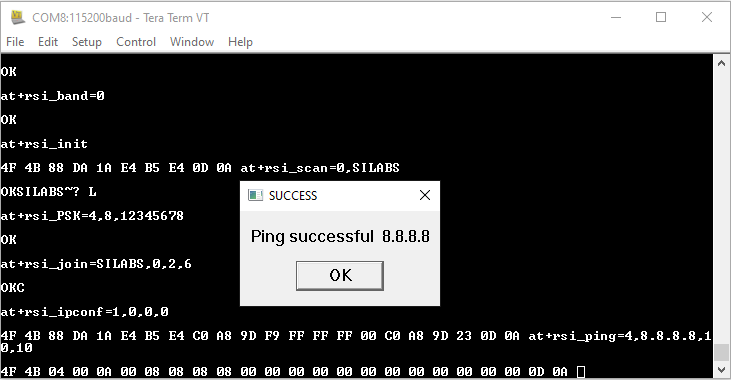 COM8:115200baud - Tera Term VT
File Edit Setup Control Window Help
OK
at+rsi_band=0
OK
at+rsi_init
4F 4B 88 DA 1A E4 B5 E4 0D 0A at+rsi_scan=0,SILABS
OKSILABS~? L
at+rsi_PSK=4,8,12345678
OK
at+rsi_join=SILABS,0,2,6
OKC
at+rsi_ipconf=1,0,0,0
4F 4B 88 DA 1A E4 B5 E4 C0 A8 9D F9 FF FF FF 00 C0 A8 9D 23 0D 0A at+rsi_ping=4,8.8.8.8,1
0,10
4F 4B 04 00 0A 00 08 08 08 08 00 00 00 00 00 00 00 00 00 00 00 00 0D 0A
SUCCESS
Ping successful 8.8.8.8
OK